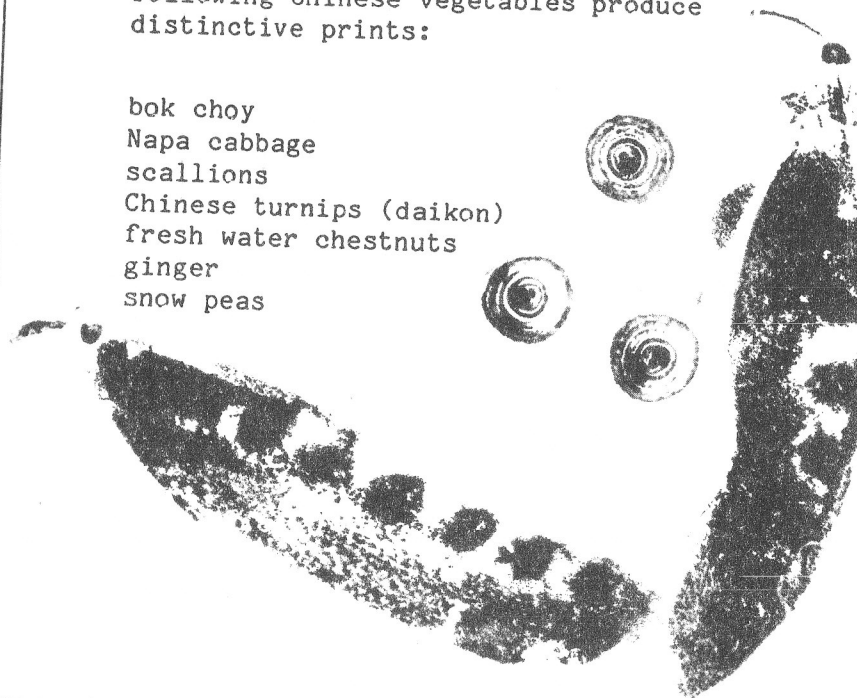 following Chinese vegetables produce
distinctive prints:
bok choy
Napa cabbage
scallions
Chinese turnips (daikon)
fresh water chestnuts
ginger
snow peas